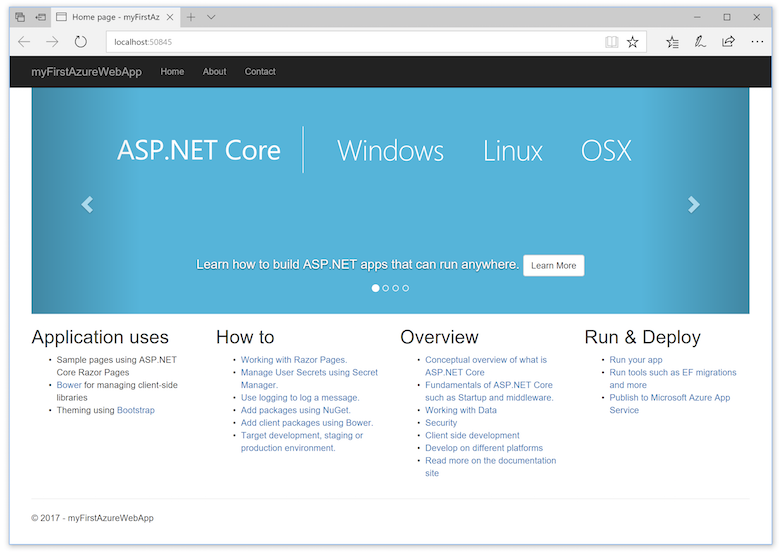 Home page - myFirstAz
localhost:50845
myFirstAzureWebApp Home About Contact
ASP.NET Core Windows Linux OSX
Learn how to build ASP.NET apps that can run anywhere. Learn More
Application uses
Sample pages using ASP.NET
Core Razor Pages
Bower for managing client-side
libraries
Theming using Bootstrap
How to
Working with Razor Pages.
Manage User Secrets using Secret
Manager.
Use logging to log a message.
Add packages using NuGet.
Add client packages using Bower.
Target development, staging or
production environment.
Overview
Conceptual overview of what is
ASP.NET Core
Fundamentals of ASP.NET Core
such as Startup and middleware.
Working with Data
Security
Client side development
Develop on different platforms
Read more on the documentation
site
Run & Deploy
Run your app
Run tools such as EF migrations
and more
Publish to Microsoft Azure App
Service
© 2017 - myFirstAzureWebApp